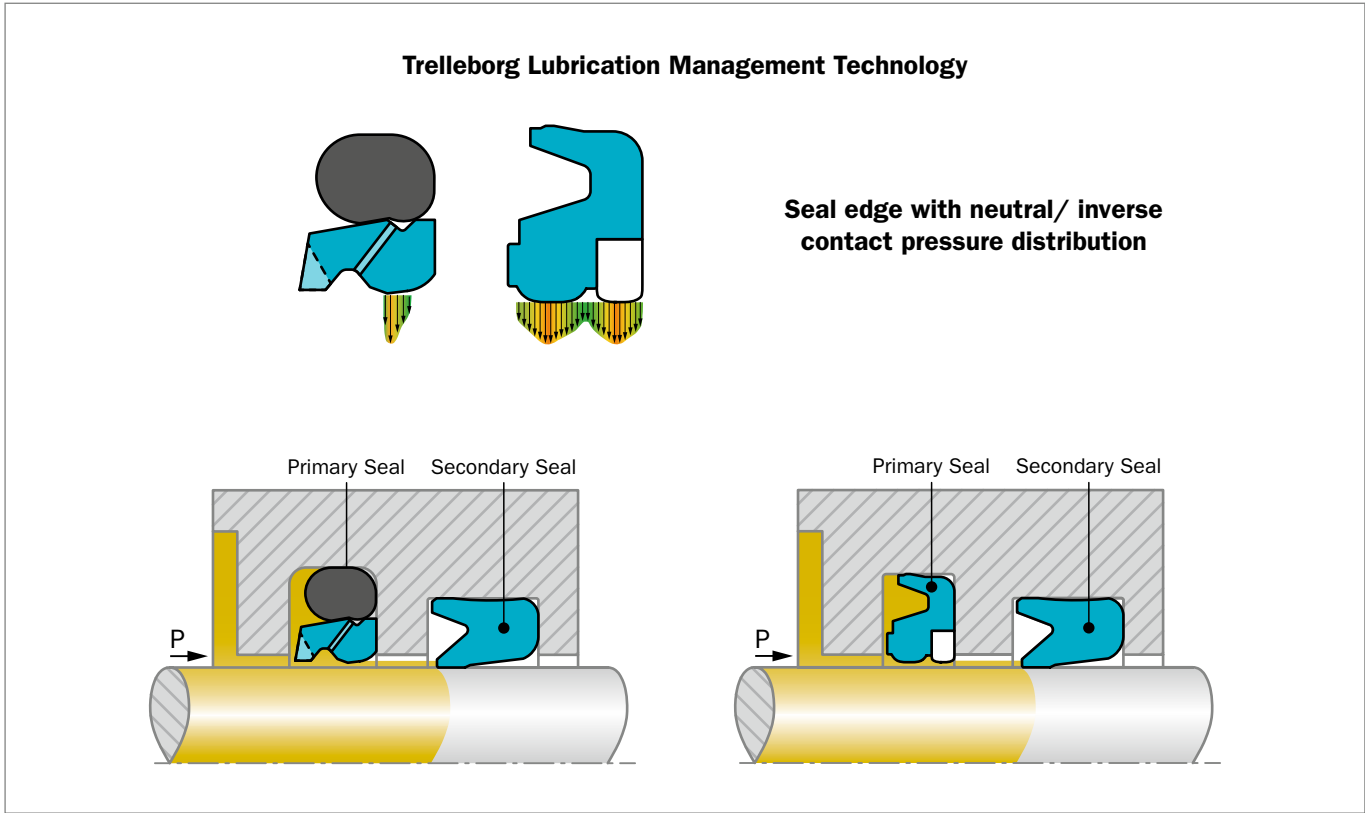 Trelleborg Lubrication Management Technology
Seal edge with neutral/ inverse
contact pressure distribution
Primary Seal
Secondary Seal
P
Primary Seal
Secondary Seal
P